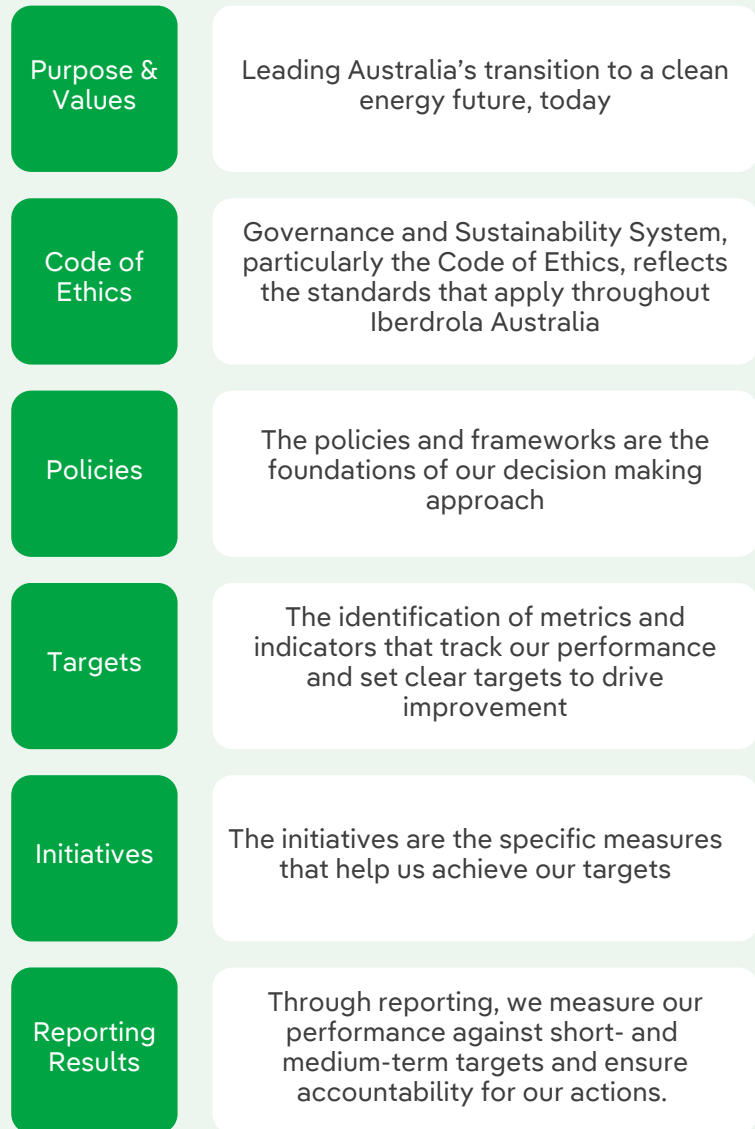 Purpose &
Values
Leading Australia’s transition to a clean
energy future, today
Code of
Ethics
Governance and Sustainability System,
particularly the Code of Ethics, reflects
the standards that apply throughout
Iberdrola Australia
Policies
The policies and frameworks are the
foundations of our decision making
approach
Targets
The identification of metrics and
indicators that track our performance
and set clear targets to drive
improvement
Initiatives
The initiatives are the specific measures
that help us achieve our targets
Reporting
Results
Through reporting, we measure our
performance against short- and
medium-term targets and ensure
accountability for our actions.